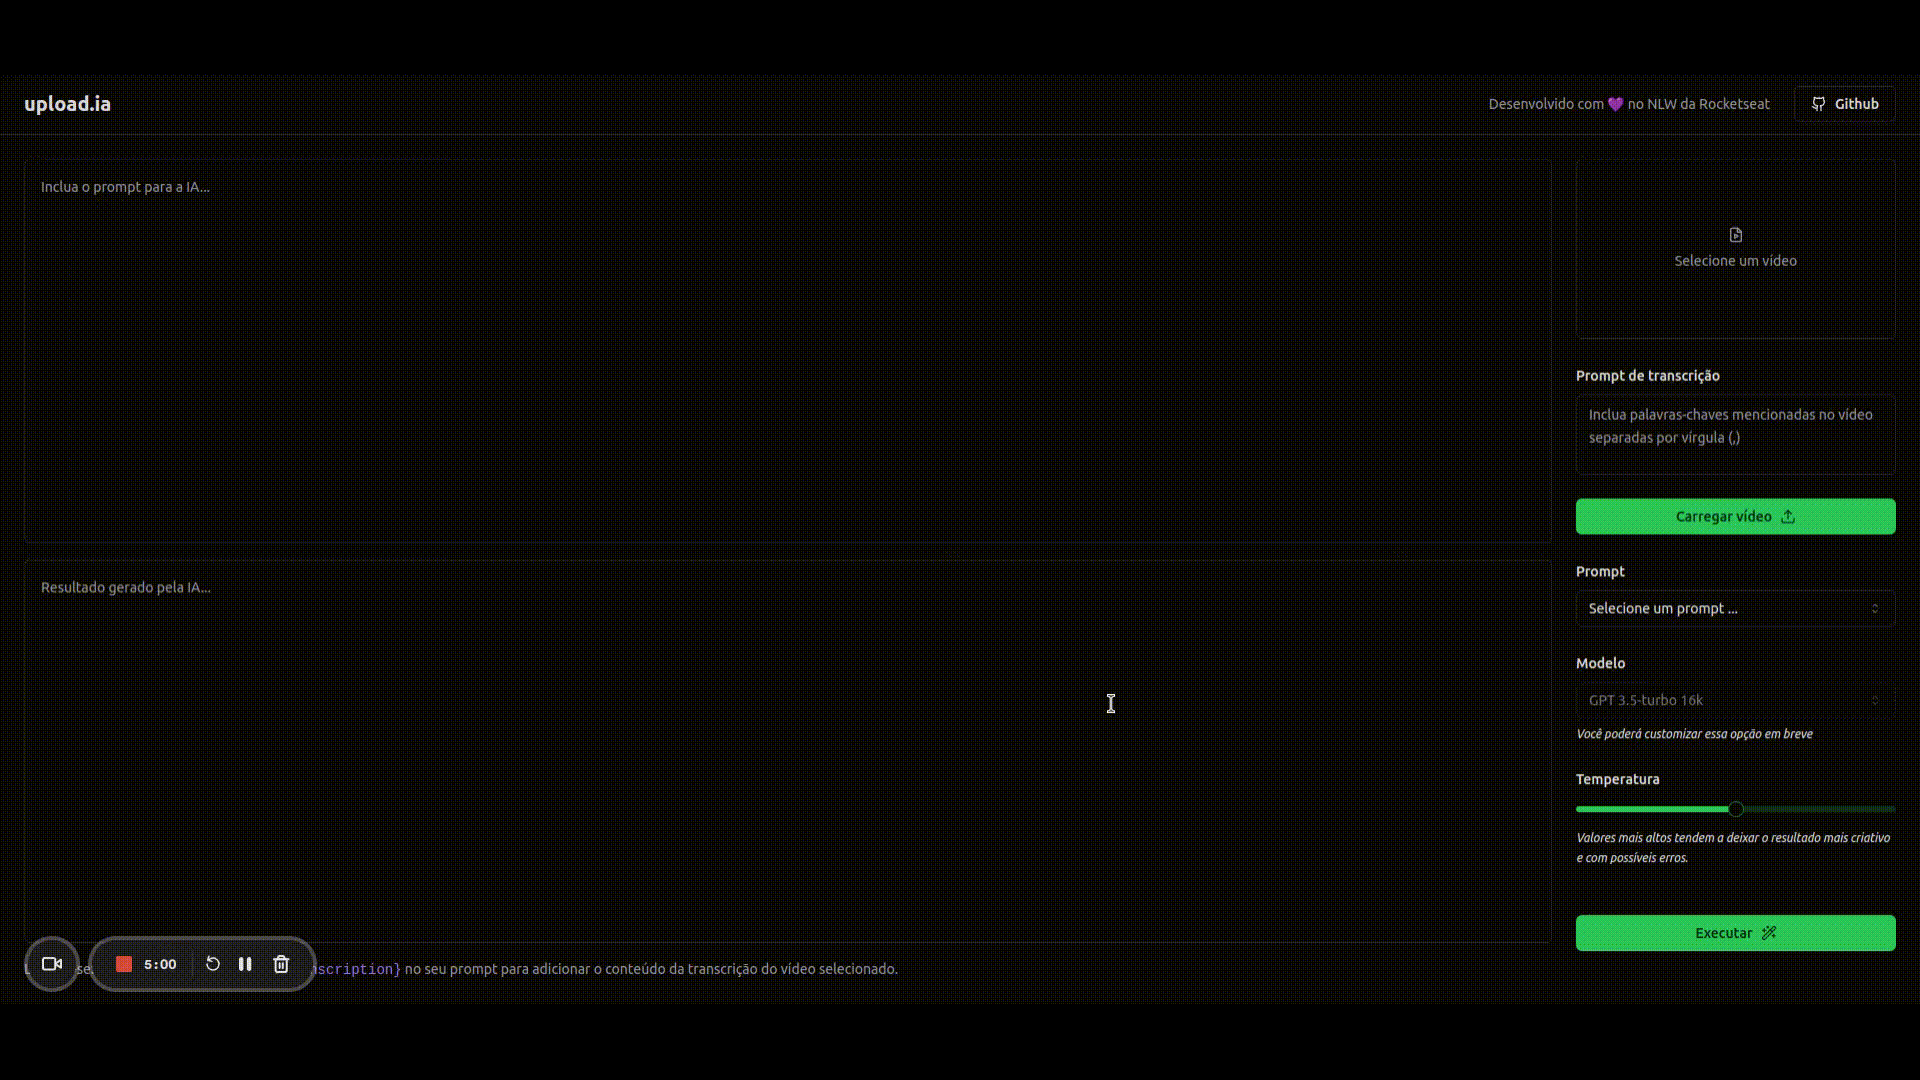 upload.ia
Desenvolvido com 💜 no NLW da Rocketseat
Github
Inclua o prompt para a IA...
Resultado gerado pela IA...
Selecione um vídeo
Prompt de transcrição
Inclua palavras-chaves mencionadas no vídeo
separadas por vírgula (,)
Carregar vídeo
Prompt
Selecione um prompt ...
Modelo
GPT 3.5-turbo 16k
Você poderá customizar essa opção em breve
Temperatura
Valores mais altos tendem a deixar o resultado mais criativo
e com possíveis erros.
Executar
5:00
scription} no seu prompt para adicionar o conteúdo da transcrição do vídeo selecionado.